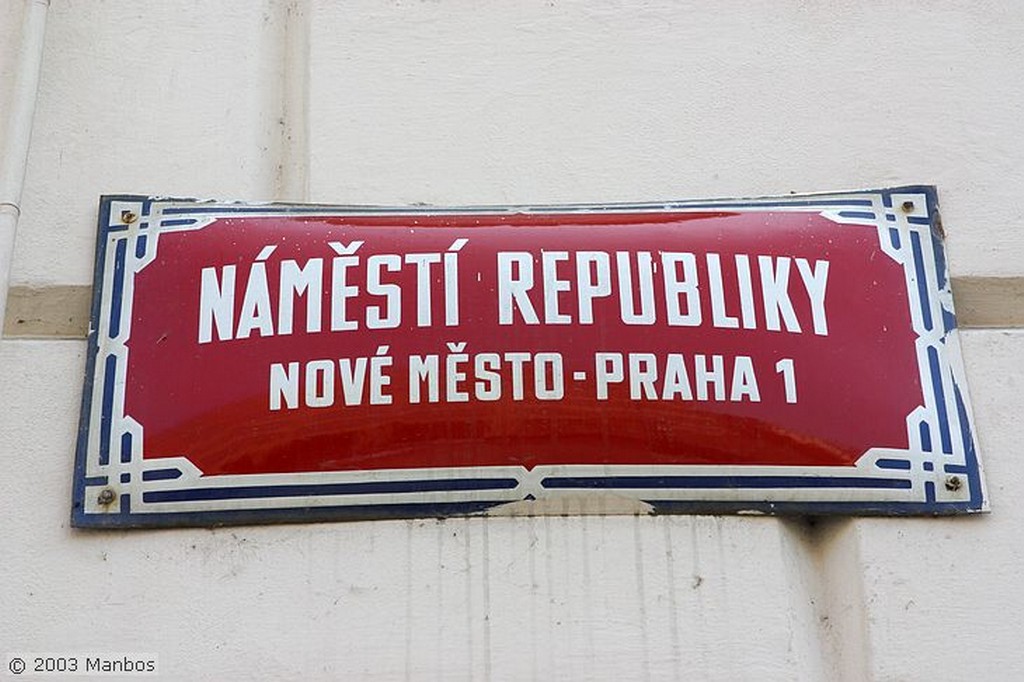 NÁMĚSTÍ REPUBLIKY
NOVÉ MĚSTO-PRAHA 1
© 2003 Manbos